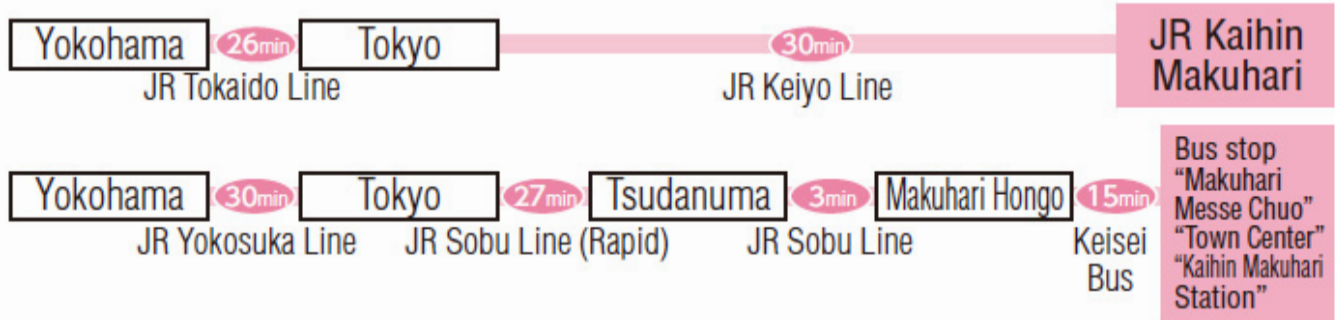 Yokohama 26min Tokyo 30min JR Kaihin
Makuhari
JR Tokaido Line JR Keiyo Line
Yokohama 30min Tokyo 27min Tsudanuma 3min Makuhari Hongo 15min
JR Yokosuka Line JR Sobu Line (Rapid) JR Sobu Line Keisei
Bus
Bus stop
“Makuhari
Messe Chuo”
“Town Center”
“Kaihin Makuhari
Station”